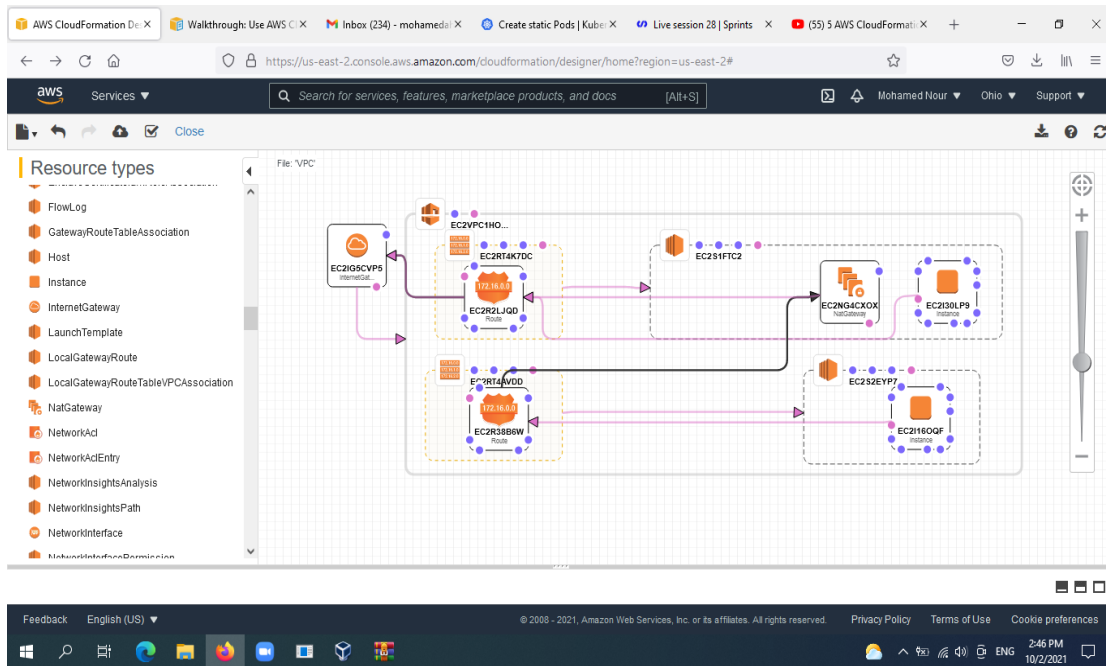 AWS CloudFormation De
Walkthrough: Use AWS C
Inbox (234) - mohameda
Create static Pods | Kuber
Live session 28 | Sprints
(55) 5 AWS CloudFormati
https://us-east-2.console.aws.amazon.com/cloudformation/designer/home?region=us-east-2#
aws
Services ▼
Search for services, features, marketplace products, and docs
[Alt+S]
Mohamed Nour ▼
Ohio ▼
Support ▼
Close
Resource types
File: 'VPC'
FlowLog
GatewayRouteTableAssociation
Host
Instance
InternetGateway
LaunchTemplate
LocalGatewayRoute
LocalGatewayRouteTableVPCAssociation
NatGateway
NetworkAcl
NetworkAclEntry
NetworkInsightsAnalysis
NetworkInsightsPath
NetworkInterface
NetworkInterfacePermission
EC2VPC1HO...
EC2IG5CVP5
InternetGat...
EC2RT4K7DC
172.16.0.0
EC2R2LJQD
Route
EC2S1FTC2
EC2NG4CXOX
NatGateway
EC2I30LP9
Instance
EC2RT4AVDD
172.16.0.0
EC2R38B6W
Route
EC2S2EYP7
EC2I16OQF
Instance
Feedback
English (US) ▼
© 2008 - 2021, Amazon Web Services, Inc. or its affiliates. All rights reserved.
Privacy Policy
Terms of Use
Cookie preferences
ENG
2:46 PM
10/2/2021